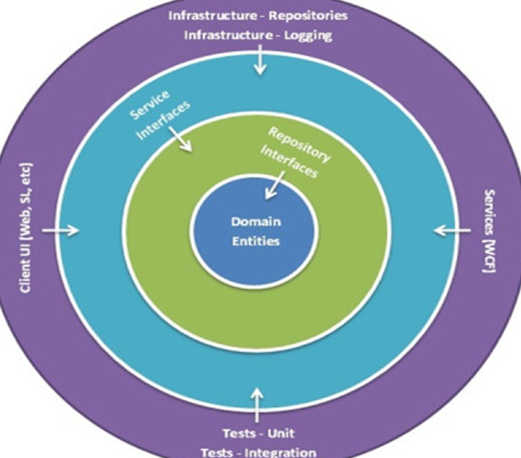 Infrastructure - Repositories
Infrastructure - Logging
Service
Interfaces
Repository
Interfaces
Client UI [Web, SL, etc]
Domain
Entities
Services [WCF]
Tests - Unit
Tests - Integration